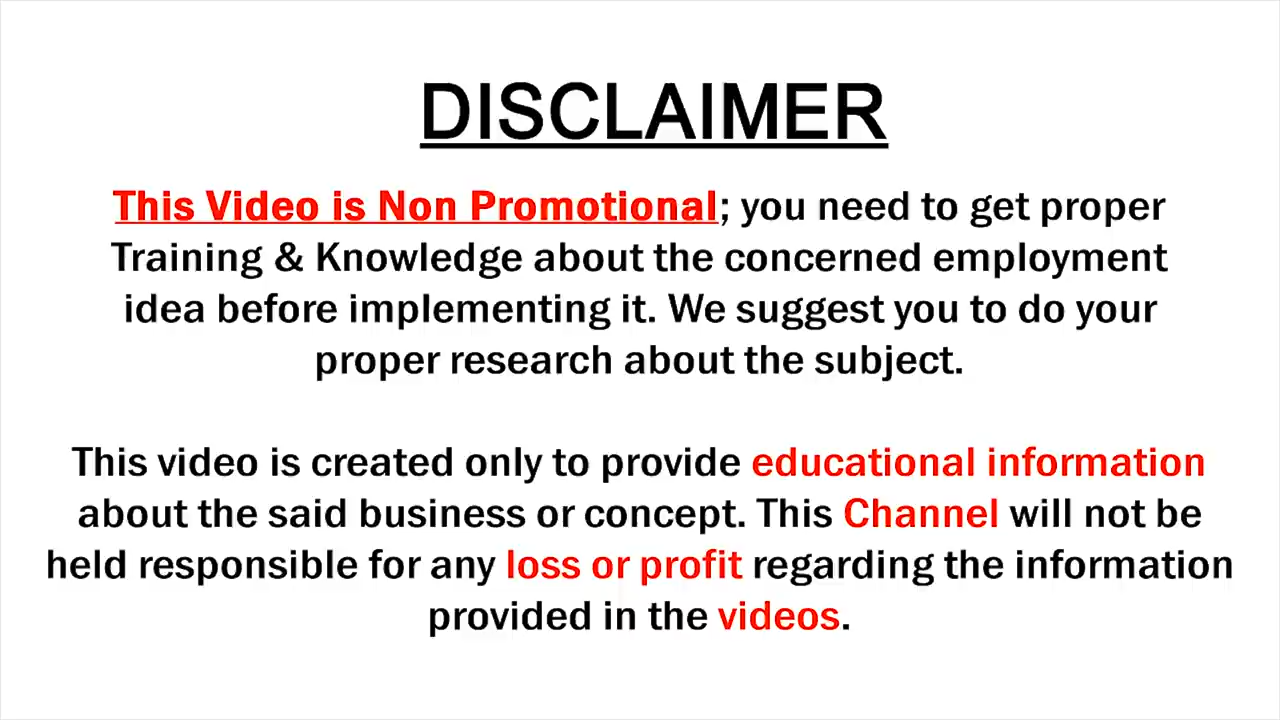 DISCLAIMER
This Video is Non Promotional; you need to get proper
Training & Knowledge about the concerned employment
idea before implementing it. We suggest you to do your
proper research about the subject.
This video is created only to provide educational information
about the said business or concept. This Channel will not be
held responsible for any loss or profit regarding the information
provided in the videos.